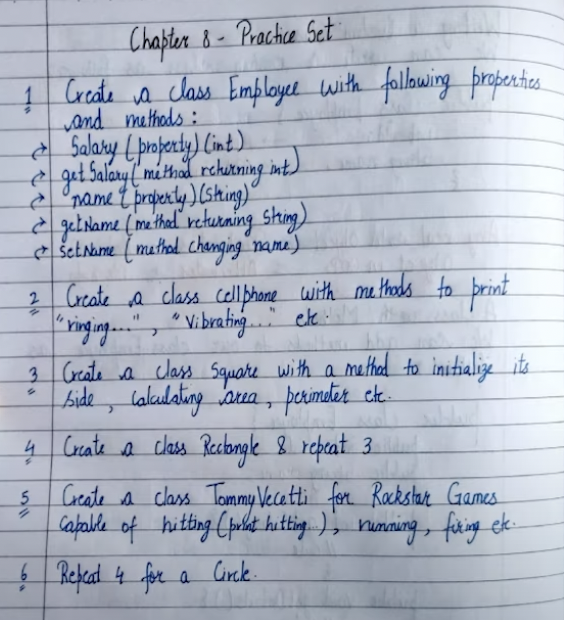 Chapter 8 - Practice Set
1 Create a class Employee with following properties
and methods :
Salary (property) (int)
getSalary (method returning int)
name (property) (String)
getName (method returning String)
setName (method changing name)
2 Create a class cellphone with methods to print
"ringing...", "Vibrating..." etc.
3 Create a class Square with a method to initialize its
side, calculating area, perimeter etc.
4 Create a class Rectangle & repeat 3
5 Create a class TommyVecetti for Rockstar Games
Capable of hitting (print hitting...), running, firing etc.
6 Repeat 4 for a Circle.